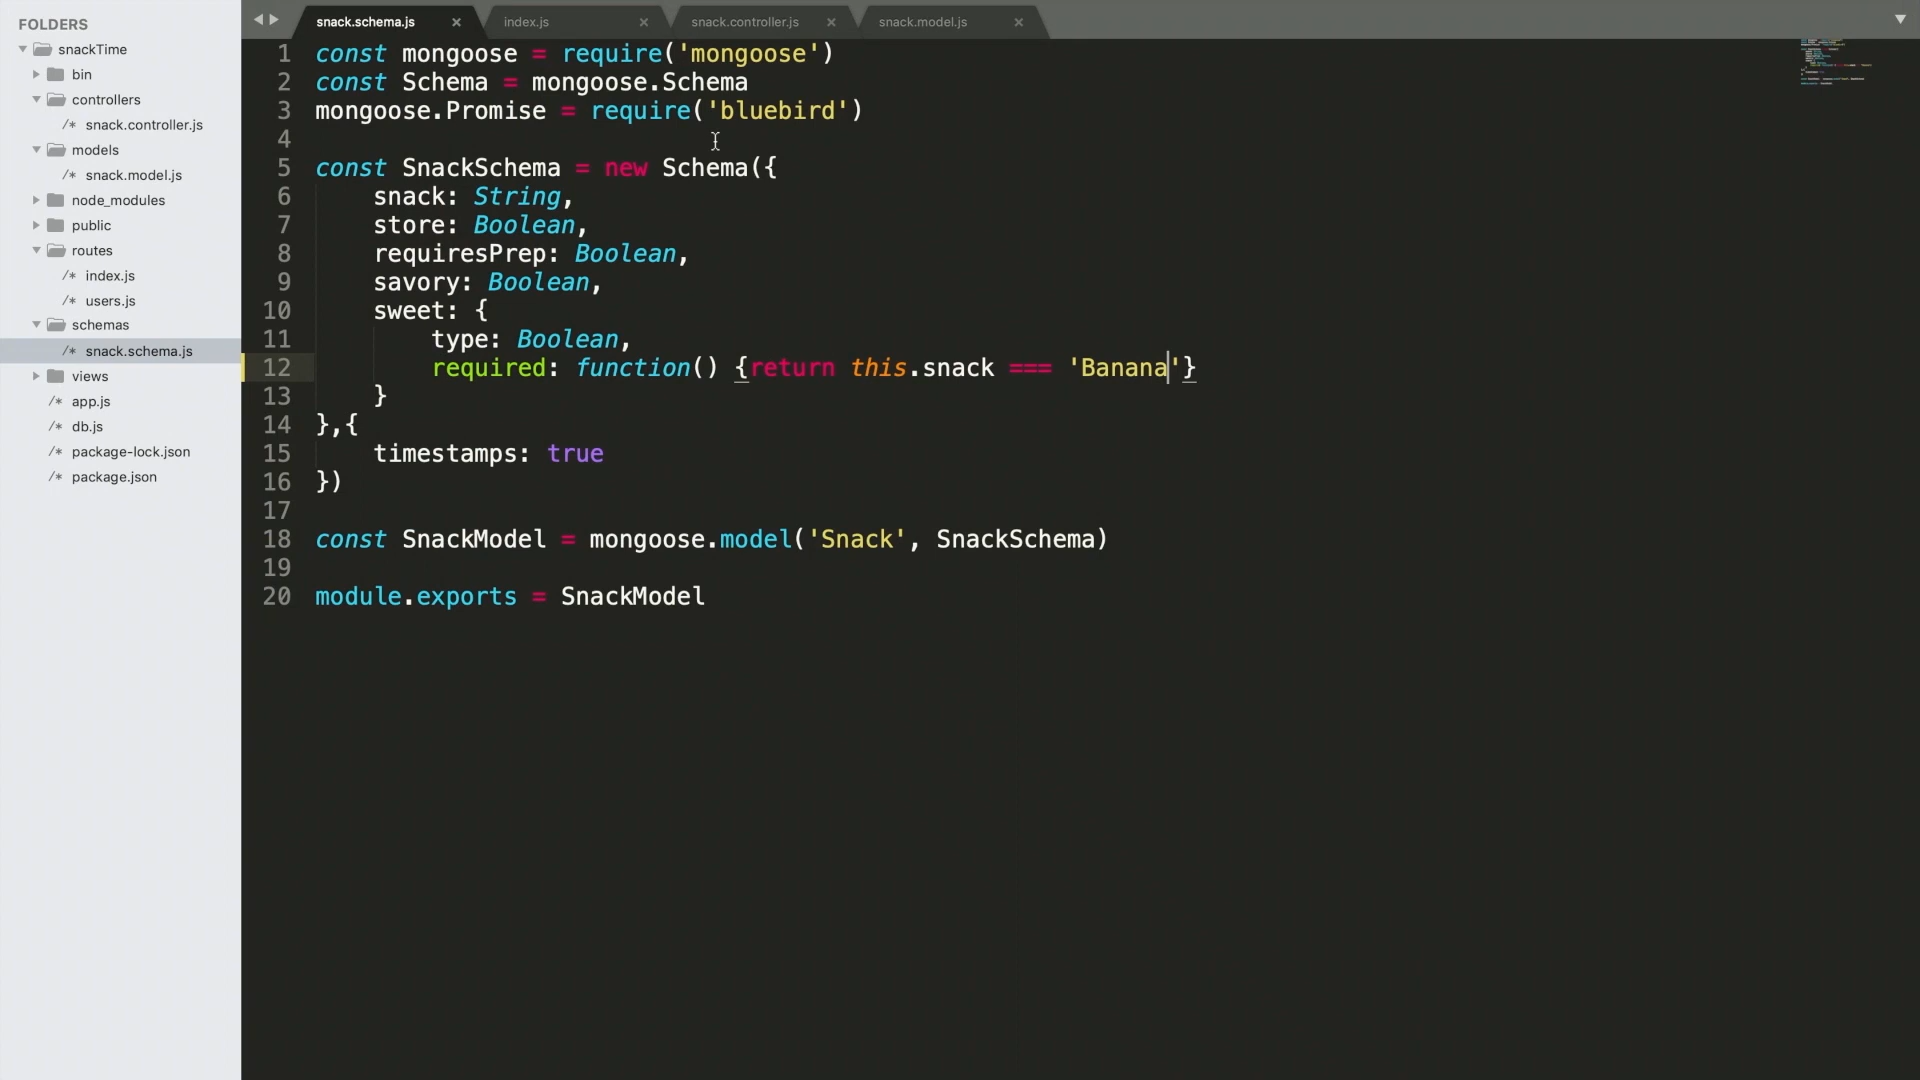 FOLDERS
snackTime
bin
controllers
/* snack.controller.js
models
/* snack.model.js
node_modules
public
routes
/* index.js
/* users.js
schemas
/* snack.schema.js
views
/* app.js
/* db.js
/* package-lock.json
/* package.json
snack.schema.js × index.js × snack.controller.js × snack.model.js ×
1 const mongoose = require('mongoose')
2 const Schema = mongoose.Schema
3 mongoose.Promise = require('bluebird')
4
5 const SnackSchema = new Schema({
6 snack: String,
7 store: Boolean,
8 requiresPrep: Boolean,
9 savory: Boolean,
10 sweet: {
11 type: Boolean,
12 required: function() {return this.snack === 'Banana'}
13 }
14 },{
15 timestamps: true
16 })
17
18 const SnackModel = mongoose.model('Snack', SnackSchema)
19
20 module.exports = SnackModel